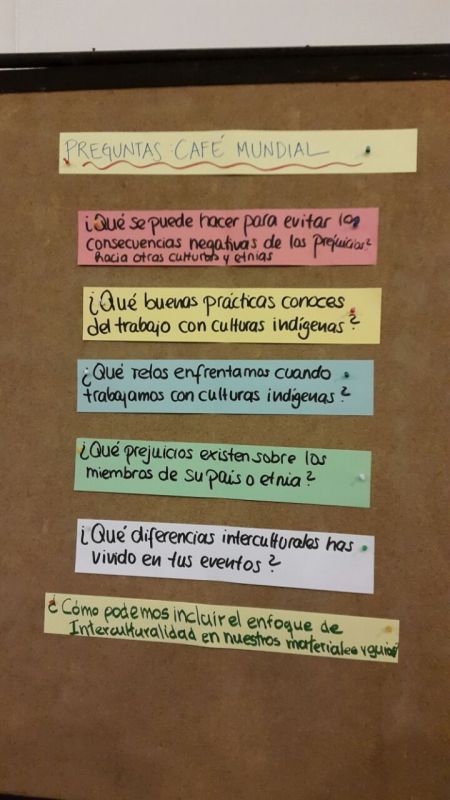 PREGUNTAS CAFÉ MUNDIAL
¿Qué se puede hacer para evitar las
consecuencias negativas de los prejuicios?
hacia otras culturas y etnias
¿Qué buenas prácticas conoces
del trabajo con culturas indígenas?
¿Qué retos enfrentamos cuando
trabajamos con culturas indígenas?
¿Qué prejuicios existen sobre los
miembros de su país o etnia?
¿Qué diferencias interculturales has
vivido en tus eventos?
¿Cómo podemos incluir el enfoque de
Interculturalidad en nuestros materiales y guías